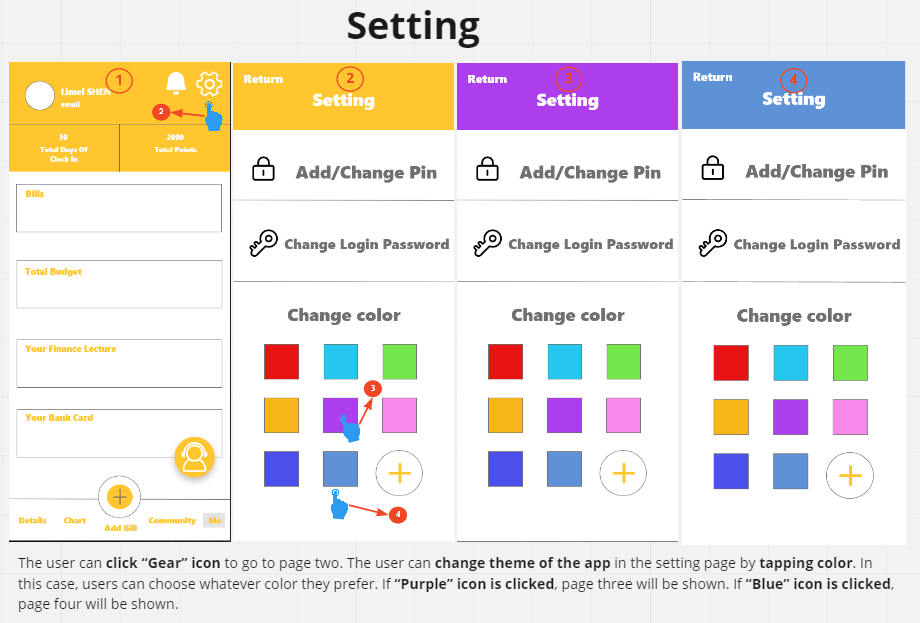 Setting
1
Limei SHEN
email
2
50
Total Days Of
Clock In
2000
Total Points
Bills
Total Budget
Your Finance Lecture
Your Bank Card
Details
Chart
Add Bill
Community
Me
Return
2
Setting
Add/Change Pin
Change Login Password
Change color
3
4
Return
3
Setting
Add/Change Pin
Change Login Password
Change color
Return
4
Setting
Add/Change Pin
Change Login Password
Change color
The user can click “Gear” icon to go to page two. The user can change theme of the app in the setting page by tapping color. In
this case, users can choose whatever color they prefer. If “Purple” icon is clicked, page three will be shown. If “Blue” icon is clicked,
page four will be shown.